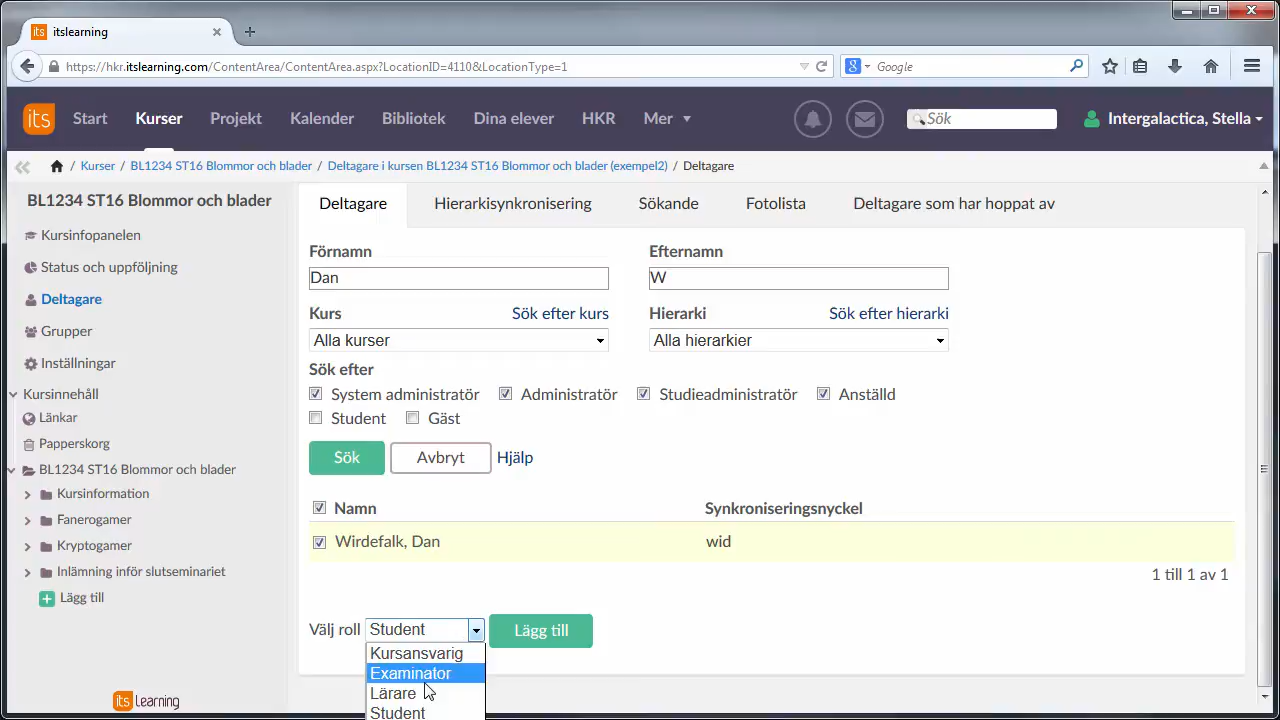 its itslearning
https://hkr.itslearning.com/ContentArea/ContentArea.aspx?LocationID=4110&LocationType=1
Google
its Start Kurser Projekt Kalender Bibliotek Dina elever HKR Mer Sök Intergalactica, Stella
/ Kurser / BL1234 ST16 Blommor och blader / Deltagare i kursen BL1234 ST16 Blommor och blader (exempel2) / Deltagare
BL1234 ST16 Blommor och blader
Kursinfopanelen
Status och uppföljning
Deltagare
Grupper
Inställningar
Kursinnehåll
Länkar
Papperskorg
BL1234 ST16 Blommor och blader
Kursinformation
Fanerogamer
Kryptogamer
Inlämning inför slutseminariet
Lägg till
its Learning
Deltagare Hierarkisynkronisering Sökande Fotolista Deltagare som har hoppat av
Förnamn Efternamn
Dan W
Kurs Sök efter kurs Hierarki Sök efter hierarki
Alla kurser Alla hierarkier
Sök efter
System administratör Administratör Studieadministratör Anställd
Student Gäst
Sök Avbryt Hjälp
Namn Synkroniseringsnyckel
Wirdefalk, Dan wid
1 till 1 av 1
Välj roll Student Lägg till
Kursansvarig
Examinator
Lärare
Student